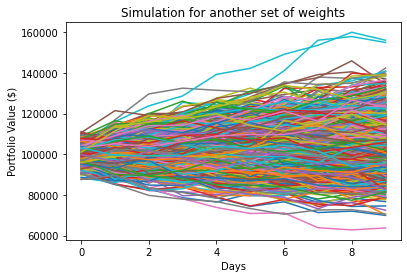 Simulation for another set of weights
160000
140000
120000
100000
80000
60000
Portfolio Value ($)
0 2 4 6 8
Days